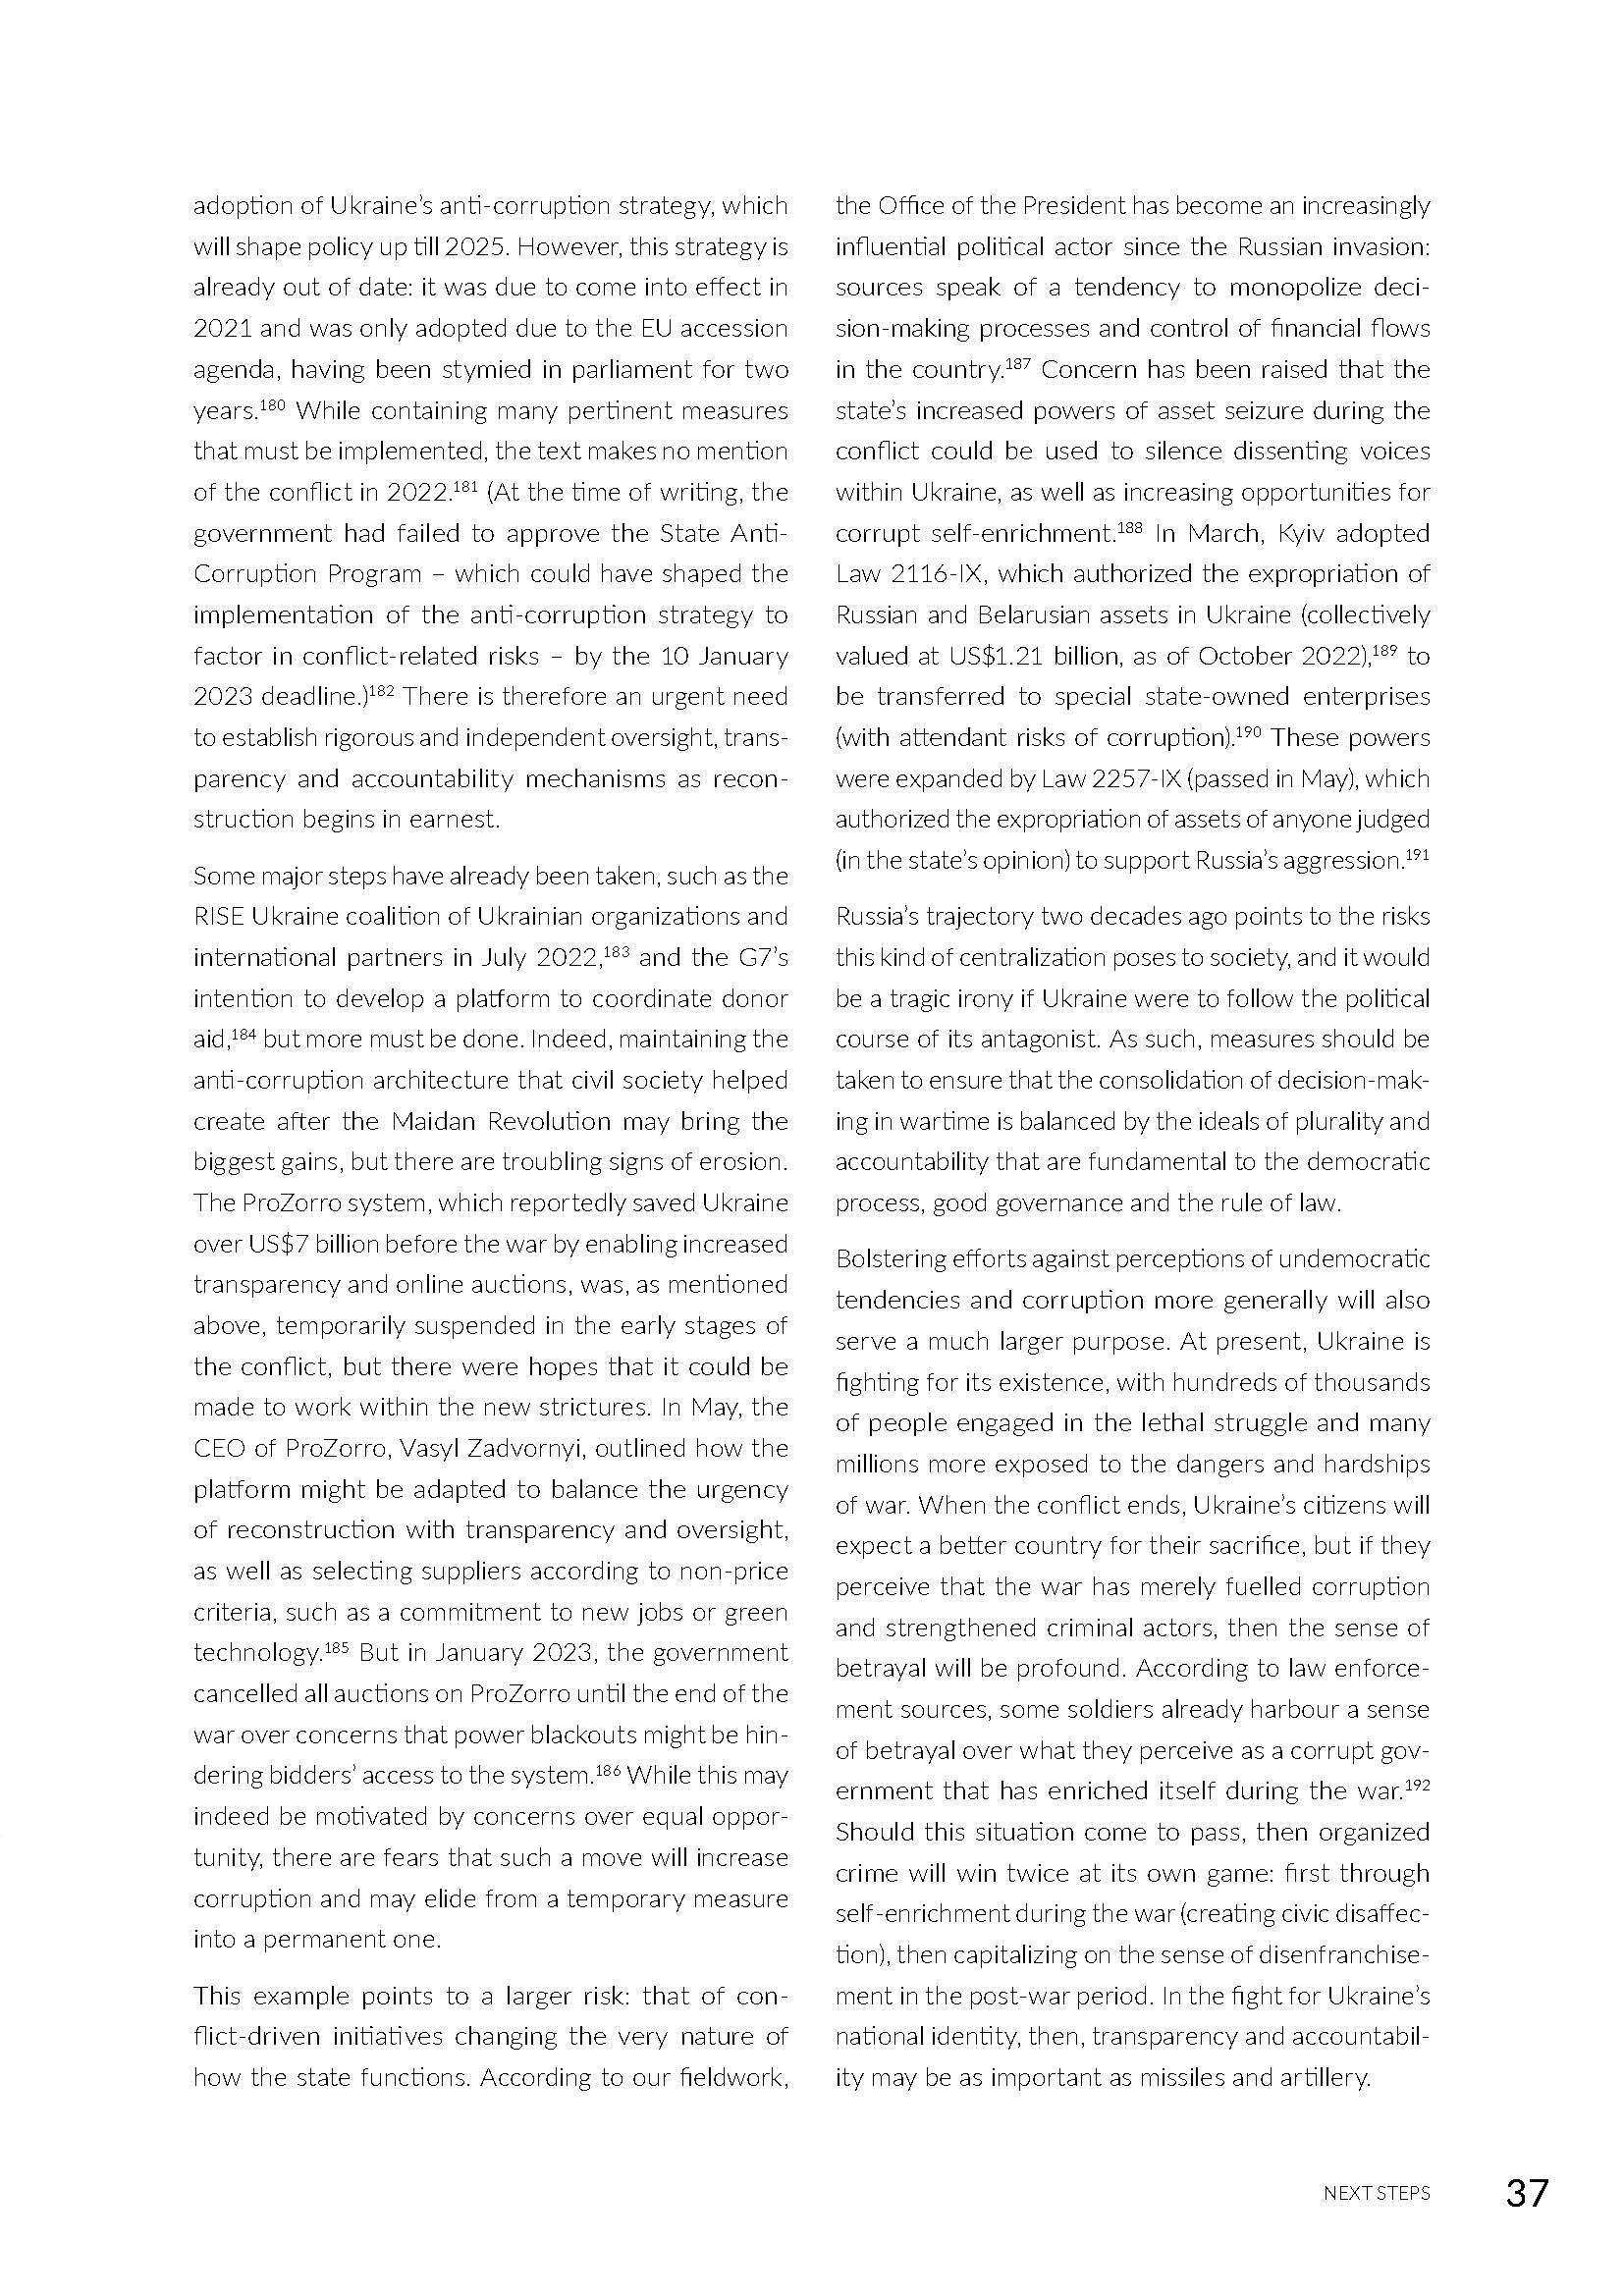 adoption of Ukraine’s anti-corruption strategy, which
will shape policy up till 2025. However, this strategy is
already out of date: it was due to come into effect in
2021 and was only adopted due to the EU accession
agenda, having been stymied in parliament for two
years.180 While containing many pertinent measures
that must be implemented, the text makes no mention
of the conflict in 2022.181 (At the time of writing, the
government had failed to approve the State Anti-
Corruption Program – which could have shaped the
implementation of the anti-corruption strategy to
factor in conflict-related risks – by the 10 January
2023 deadline.)182 There is therefore an urgent need
to establish rigorous and independent oversight, trans-
parency and accountability mechanisms as recon-
struction begins in earnest.
Some major steps have already been taken, such as the
RISE Ukraine coalition of Ukrainian organizations and
international partners in July 2022,183 and the G7’s
intention to develop a platform to coordinate donor
aid,184 but more must be done. Indeed, maintaining the
anti-corruption architecture that civil society helped
create after the Maidan Revolution may bring the
biggest gains, but there are troubling signs of erosion.
The ProZorro system, which reportedly saved Ukraine
over US$7 billion before the war by enabling increased
transparency and online auctions, was, as mentioned
above, temporarily suspended in the early stages of
the conflict, but there were hopes that it could be
made to work within the new strictures. In May, the
CEO of ProZorro, Vasyl Zadvornyi, outlined how the
platform might be adapted to balance the urgency
of reconstruction with transparency and oversight,
as well as selecting suppliers according to non-price
criteria, such as a commitment to new jobs or green
technology.185 But in January 2023, the government
cancelled all auctions on ProZorro until the end of the
war over concerns that power blackouts might be hin-
dering bidders’ access to the system.186 While this may
indeed be motivated by concerns over equal oppor-
tunity, there are fears that such a move will increase
corruption and may elide from a temporary measure
into a permanent one.
This example points to a larger risk: that of con-
flict-driven initiatives changing the very nature of
how the state functions. According to our fieldwork,
the Office of the President has become an increasingly
influential political actor since the Russian invasion:
sources speak of a tendency to monopolize deci-
sion-making processes and control of financial flows
in the country.187 Concern has been raised that the
state’s increased powers of asset seizure during the
conflict could be used to silence dissenting voices
within Ukraine, as well as increasing opportunities for
corrupt self-enrichment.188 In March, Kyiv adopted
Law 2116-IX, which authorized the expropriation of
Russian and Belarusian assets in Ukraine (collectively
valued at US$1.21 billion, as of October 2022),189 to
be transferred to special state-owned enterprises
(with attendant risks of corruption).190 These powers
were expanded by Law 2257-IX (passed in May), which
authorized the expropriation of assets of anyone judged
(in the state’s opinion) to support Russia’s aggression.191
Russia’s trajectory two decades ago points to the risks
this kind of centralization poses to society, and it would
be a tragic irony if Ukraine were to follow the political
course of its antagonist. As such, measures should be
taken to ensure that the consolidation of decision-mak-
ing in wartime is balanced by the ideals of plurality and
accountability that are fundamental to the democratic
process, good governance and the rule of law.
Bolstering efforts against perceptions of undemocratic
tendencies and corruption more generally will also
serve a much larger purpose. At present, Ukraine is
fighting for its existence, with hundreds of thousands
of people engaged in the lethal struggle and many
millions more exposed to the dangers and hardships
of war. When the conflict ends, Ukraine’s citizens will
expect a better country for their sacrifice, but if they
perceive that the war has merely fuelled corruption
and strengthened criminal actors, then the sense of
betrayal will be profound. According to law enforce-
ment sources, some soldiers already harbour a sense
of betrayal over what they perceive as a corrupt gov-
ernment that has enriched itself during the war.192
Should this situation come to pass, then organized
crime will win twice at its own game: first through
self-enrichment during the war (creating civic disaffec-
tion), then capitalizing on the sense of disenfranchise-
ment in the post-war period. In the fight for Ukraine’s
national identity, then, transparency and accountabil-
ity may be as important as missiles and artillery.
NEXT STEPS 37